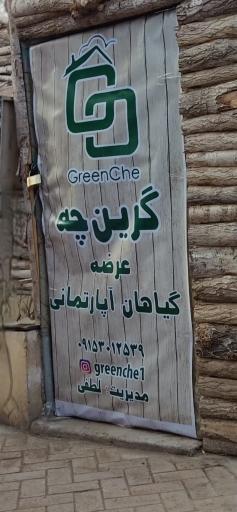 GreenChe
گرین چه
عرضه
گیاهان آپارتمانی
۰۹۱۵۳۰۱۲۵۳۹
greenche1
مدیریت: لطفی